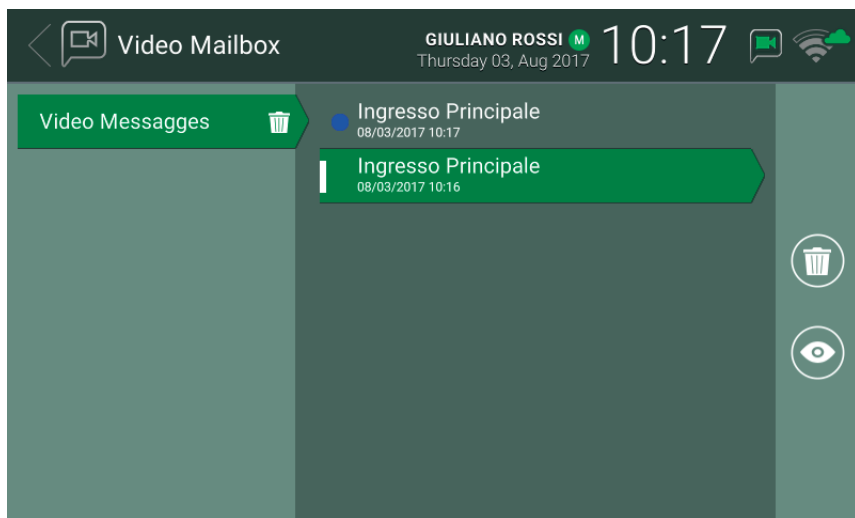 Video Mailbox
GIULIANO ROSSI M
Thursday 03, Aug 2017
10:17
Video Messagges
Ingresso Principale
08/03/2017 10:17
Ingresso Principale
08/03/2017 10:16